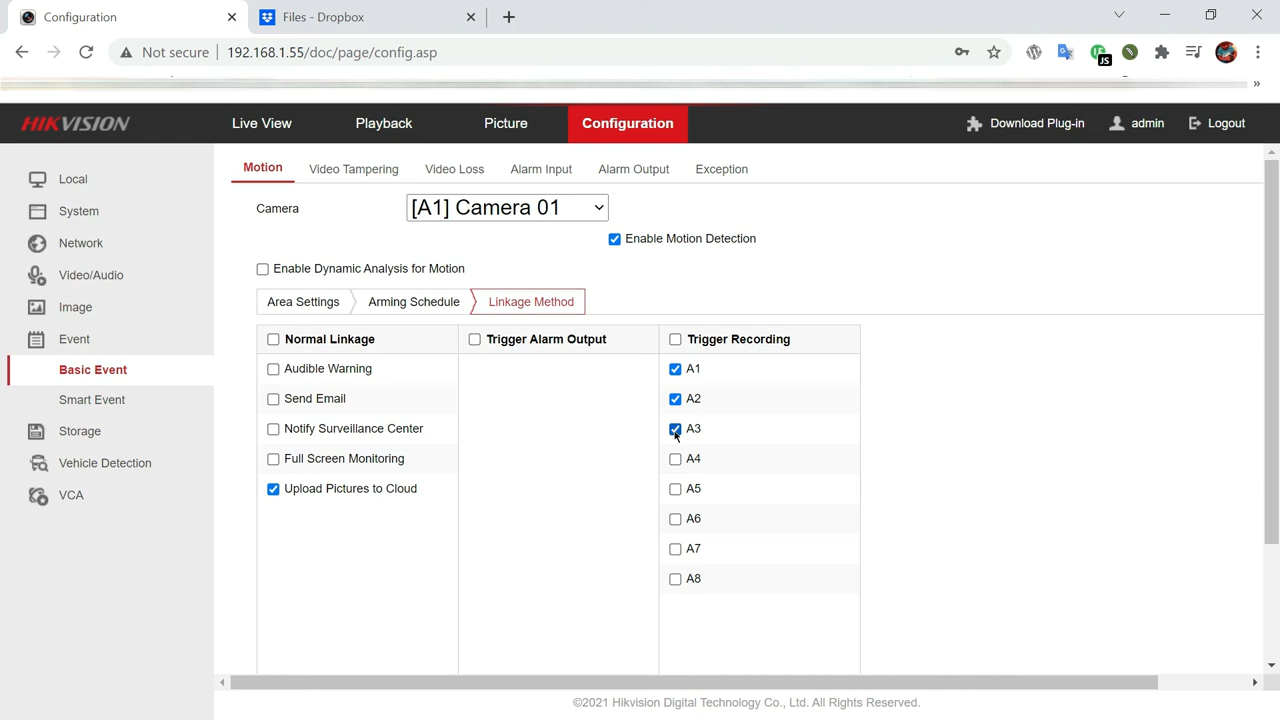 Configuration
Files - Dropbox
Not secure 192.168.1.55/doc/page/config.asp
JS
»
HIKVISION
Live View Playback Picture Configuration
Download Plug-in admin Logout
Local
System
Network
Video/Audio
Image
Event
Basic Event
Smart Event
Storage
Vehicle Detection
VCA
Motion Video Tampering Video Loss Alarm Input Alarm Output Exception
Camera [A1] Camera 01
Enable Motion Detection
Enable Dynamic Analysis for Motion
Area Settings Arming Schedule Linkage Method
Normal Linkage Trigger Alarm Output Trigger Recording
Audible Warning A1
Send Email A2
Notify Surveillance Center A3
Full Screen Monitoring A4
Upload Pictures to Cloud A5
A6
A7
A8
©2021 Hikvision Digital Technology Co., Ltd. All Rights Reserved.